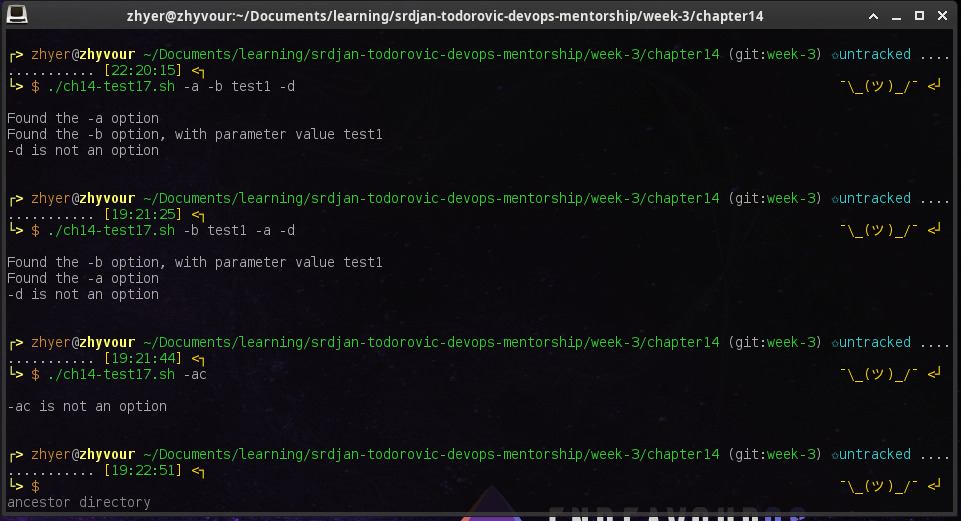 zhyer@zhyvour:~/Documents/learning/srdjan-todorovic-devops-mentorship/week-3/chapter14
┌> zhyer@zhyvour ~/Documents/learning/srdjan-todorovic-devops-mentorship/week-3/chapter14 (git:week-3) ✩untracked ....
........... [22:20:15] <┐
└> $ ./ch14-test17.sh -a -b test1 -d ¯\_(ツ)_/¯ <┘
Found the -a option
Found the -b option, with parameter value test1
-d is not an option
┌> zhyer@zhyvour ~/Documents/learning/srdjan-todorovic-devops-mentorship/week-3/chapter14 (git:week-3) ✩untracked ....
........... [19:21:25] <┐
└> $ ./ch14-test17.sh -b test1 -a -d ¯\_(ツ)_/¯ <┘
Found the -b option, with parameter value test1
Found the -a option
-d is not an option
┌> zhyer@zhyvour ~/Documents/learning/srdjan-todorovic-devops-mentorship/week-3/chapter14 (git:week-3) ✩untracked ....
........... [19:21:44] <┐
└> $ ./ch14-test17.sh -ac ¯\_(ツ)_/¯ <┘
-ac is not an option
┌> zhyer@zhyvour ~/Documents/learning/srdjan-todorovic-devops-mentorship/week-3/chapter14 (git:week-3) ✩untracked ....
........... [19:22:51] <┐
└> $ ¯\_(ツ)_/¯ <┘
ancestor directory